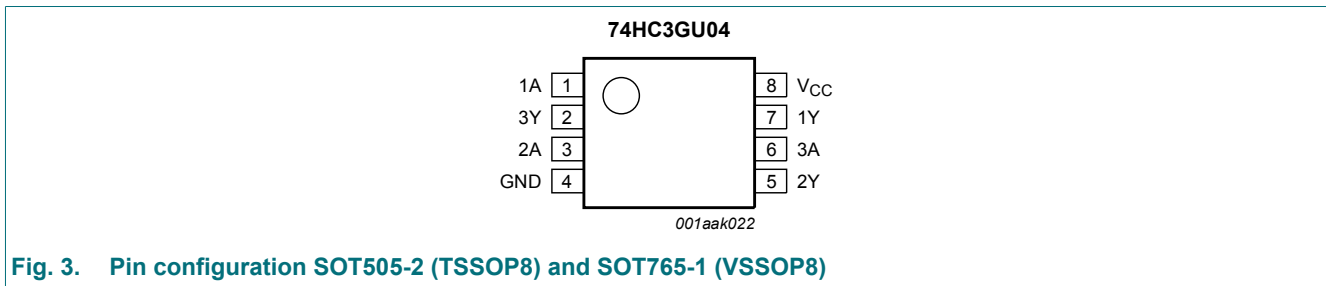 74HC3GU04
1A 1 8 VCC
3Y 2 7 1Y
2A 3 6 3A
GND 4 5 2Y
001aak022
Fig. 3. Pin configuration SOT505-2 (TSSOP8) and SOT765-1 (VSSOP8)